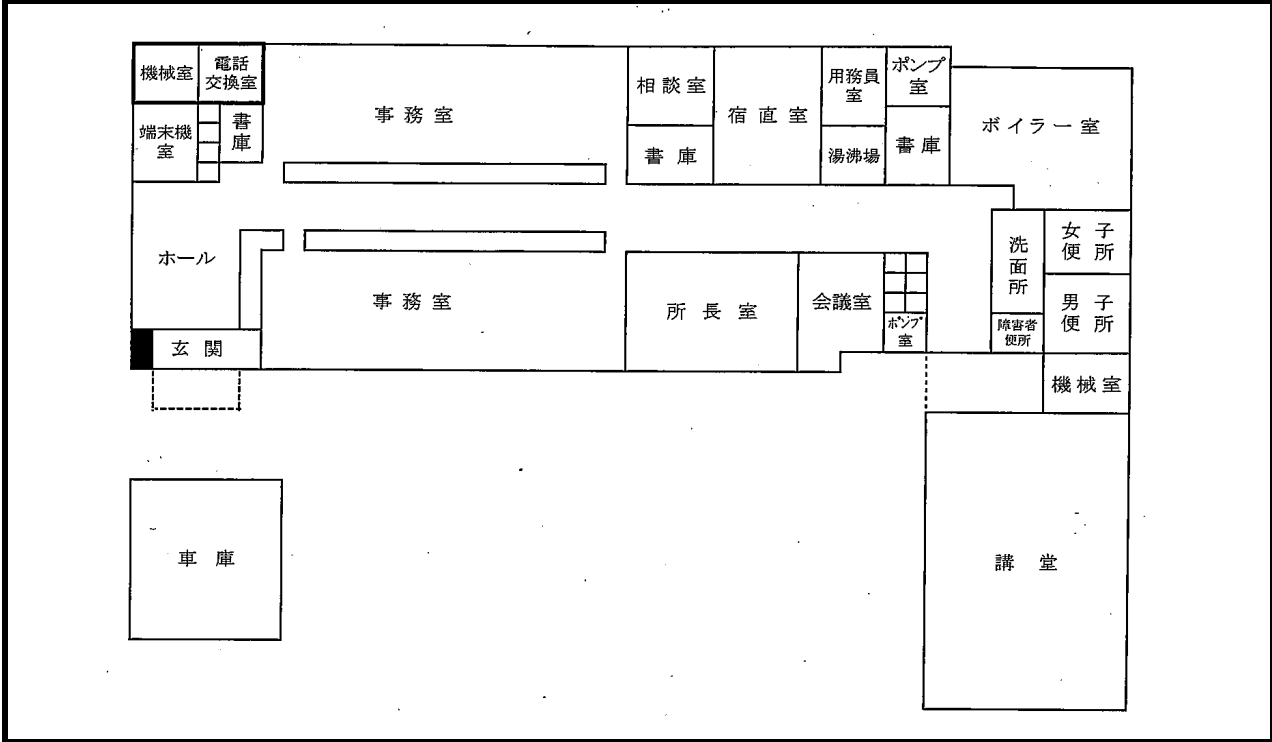 機械室
電話
交換室
事務室
相談室
宿直室
用務員
室
ポンプ
室
ボイラー室
端末機
室
書
庫
書庫
湯沸場
書庫
ホール
事務室
所長室
会議室
ポンプ
室
洗
面
所
女子
便所
男子
便所
障害者
便所
玄関
機械室
車庫
講堂